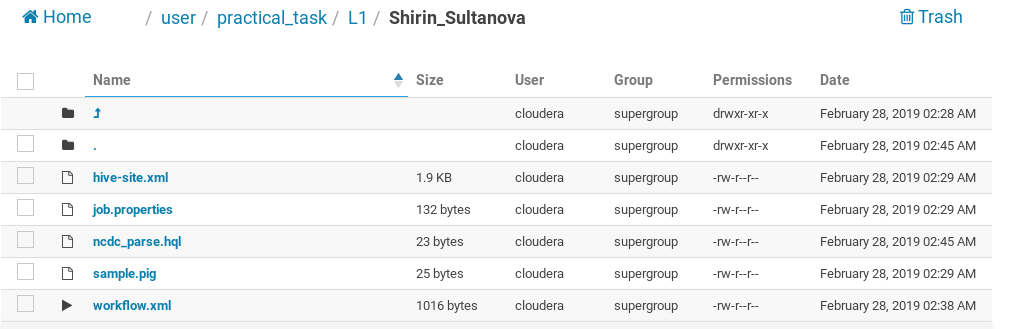 Home / user / practical_task / L1 / Shirin_Sultanova Trash
Name Size User Group Permissions Date
cloudera supergroup drwxr-xr-x February 28, 2019 02:28 AM
. cloudera supergroup drwxr-xr-x February 28, 2019 02:45 AM
hive-site.xml 1.9 KB cloudera supergroup -rw-r--r-- February 28, 2019 02:29 AM
job.properties 132 bytes cloudera supergroup -rw-r--r-- February 28, 2019 02:29 AM
ncdc_parse.hql 23 bytes cloudera supergroup -rw-r--r-- February 28, 2019 02:45 AM
sample.pig 25 bytes cloudera supergroup -rw-r--r-- February 28, 2019 02:29 AM
workflow.xml 1016 bytes cloudera supergroup -rw-r--r-- February 28, 2019 02:38 AM